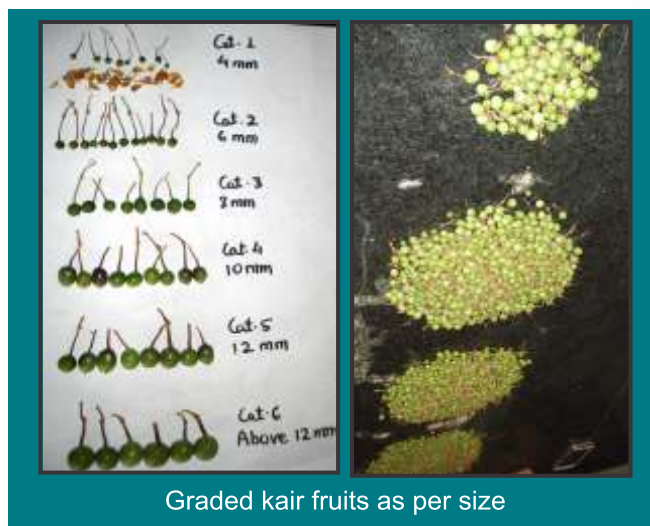 Cat. 1
4 mm
Cat. 2
6 mm
Cat. 3
8 mm
Cat. 4
10 mm
Cat. 5
12 mm
Cat. 6
Above 12 mm
Graded kair fruits as per size